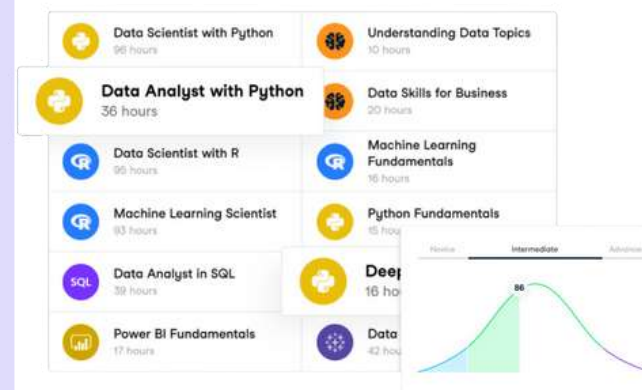 Data Scientist with Python
96 hours
Understanding Data Topics
10 hours
Data Analyst with Python
36 hours
Data Skills for Business
20 hours
Data Scientist with R
95 hours
Machine Learning
Fundamentals
16 hours
Machine Learning Scientist
93 hours
Python Fundamentals
15 hou
SQL
Data Analyst in SQL
39 hours
Deep
16 ho
Power BI Fundamentals
17 hours
Data
42 hou
Novice
Intermediate
Advance
86